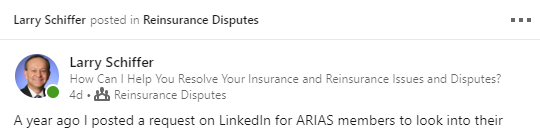 Larry Schiffer posted in Reinsurance Disputes
Larry Schiffer
How Can I Help You Resolve Your Insurance and Reinsurance Issues and Disputes?
4d • Reinsurance Disputes
A year ago I posted a request on LinkedIn for ARIAS members to look into their